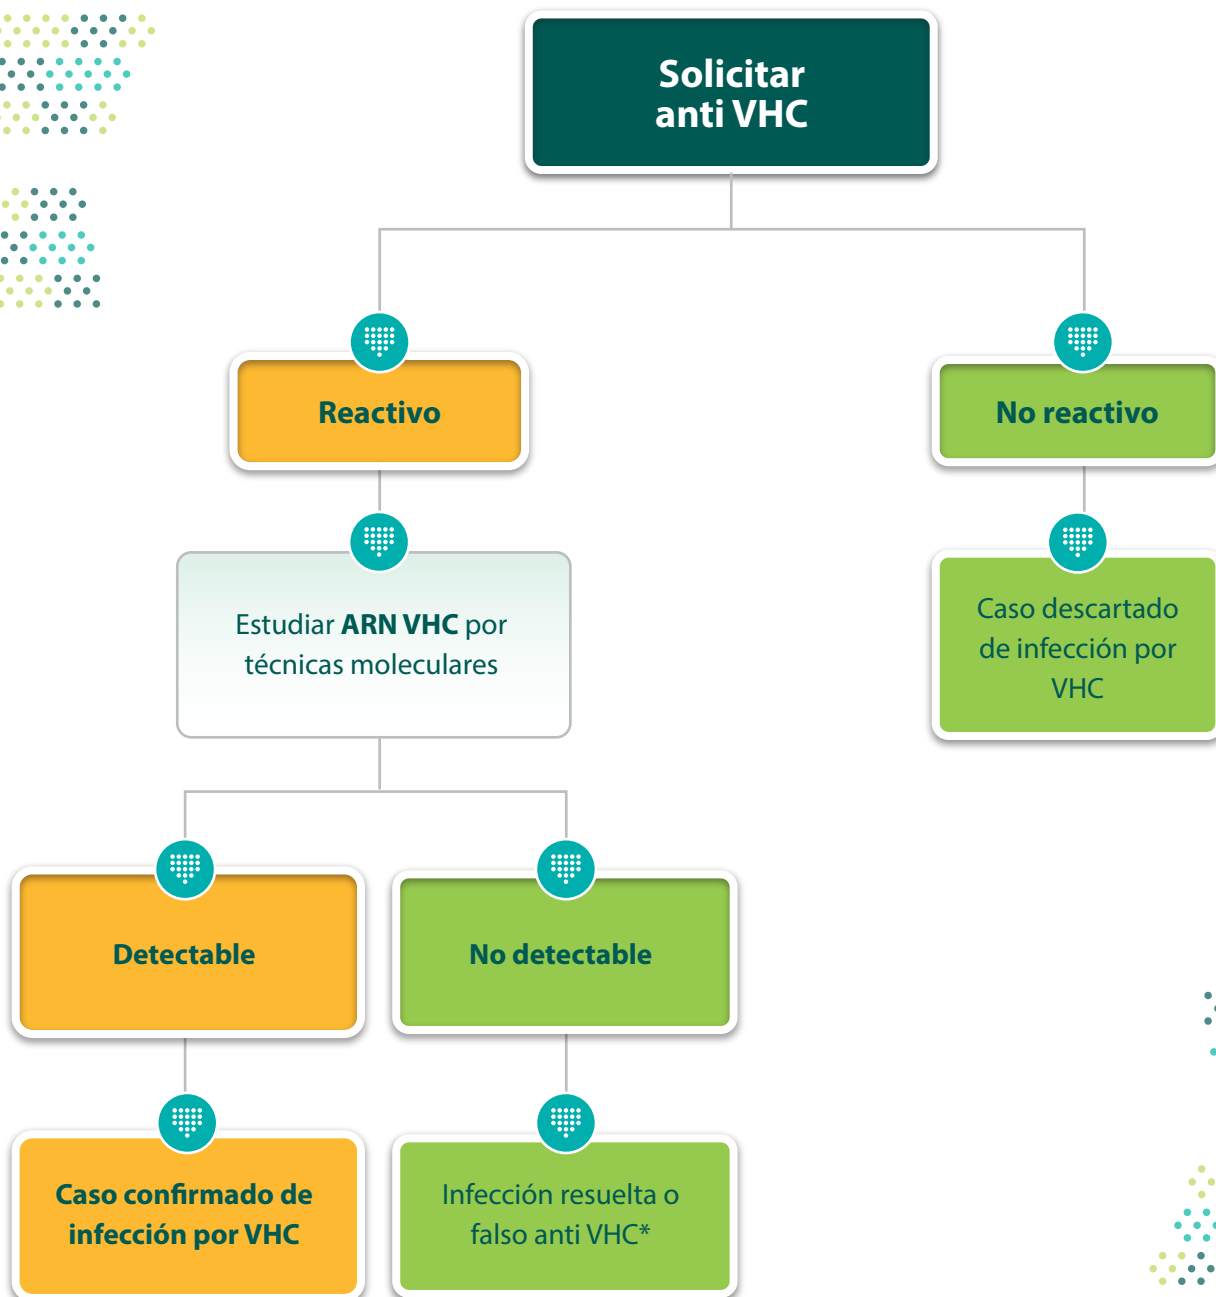 Solicitar
anti VHC
Reactivo
No reactivo
Estudiar ARN VHC por
técnicas moleculares
Caso descartado
de infección por
VHC
Detectable
No detectable
Caso confirmado de
infección por VHC
Infección resuelta o
falso anti VHC*